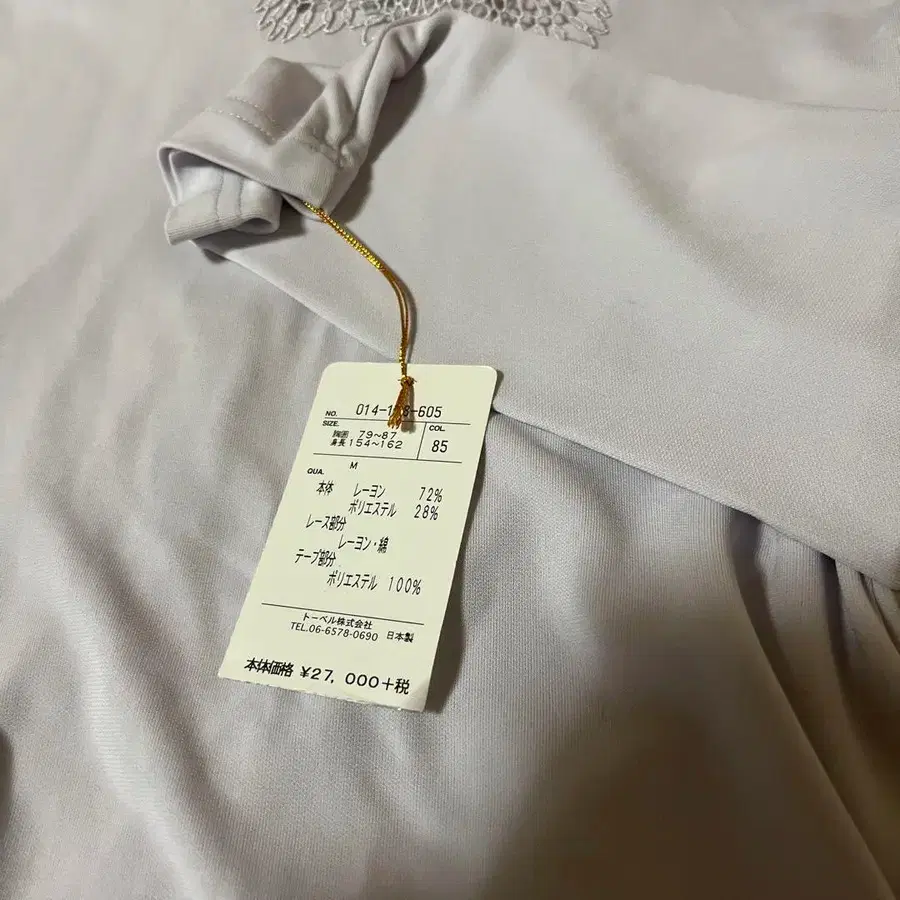 NO. 014-1 8-605
SIZE. COL.
胸囲 79~87
身長 154~162 85
M
QUA.
本体 レーヨン 72%
ポリエステル 28%
レース部分
レーヨン・綿
テープ部分
ポリエステル 100%
トーベル株式会社
TEL.06-6578-0690 日本製
本体価格 ¥27, 000+税